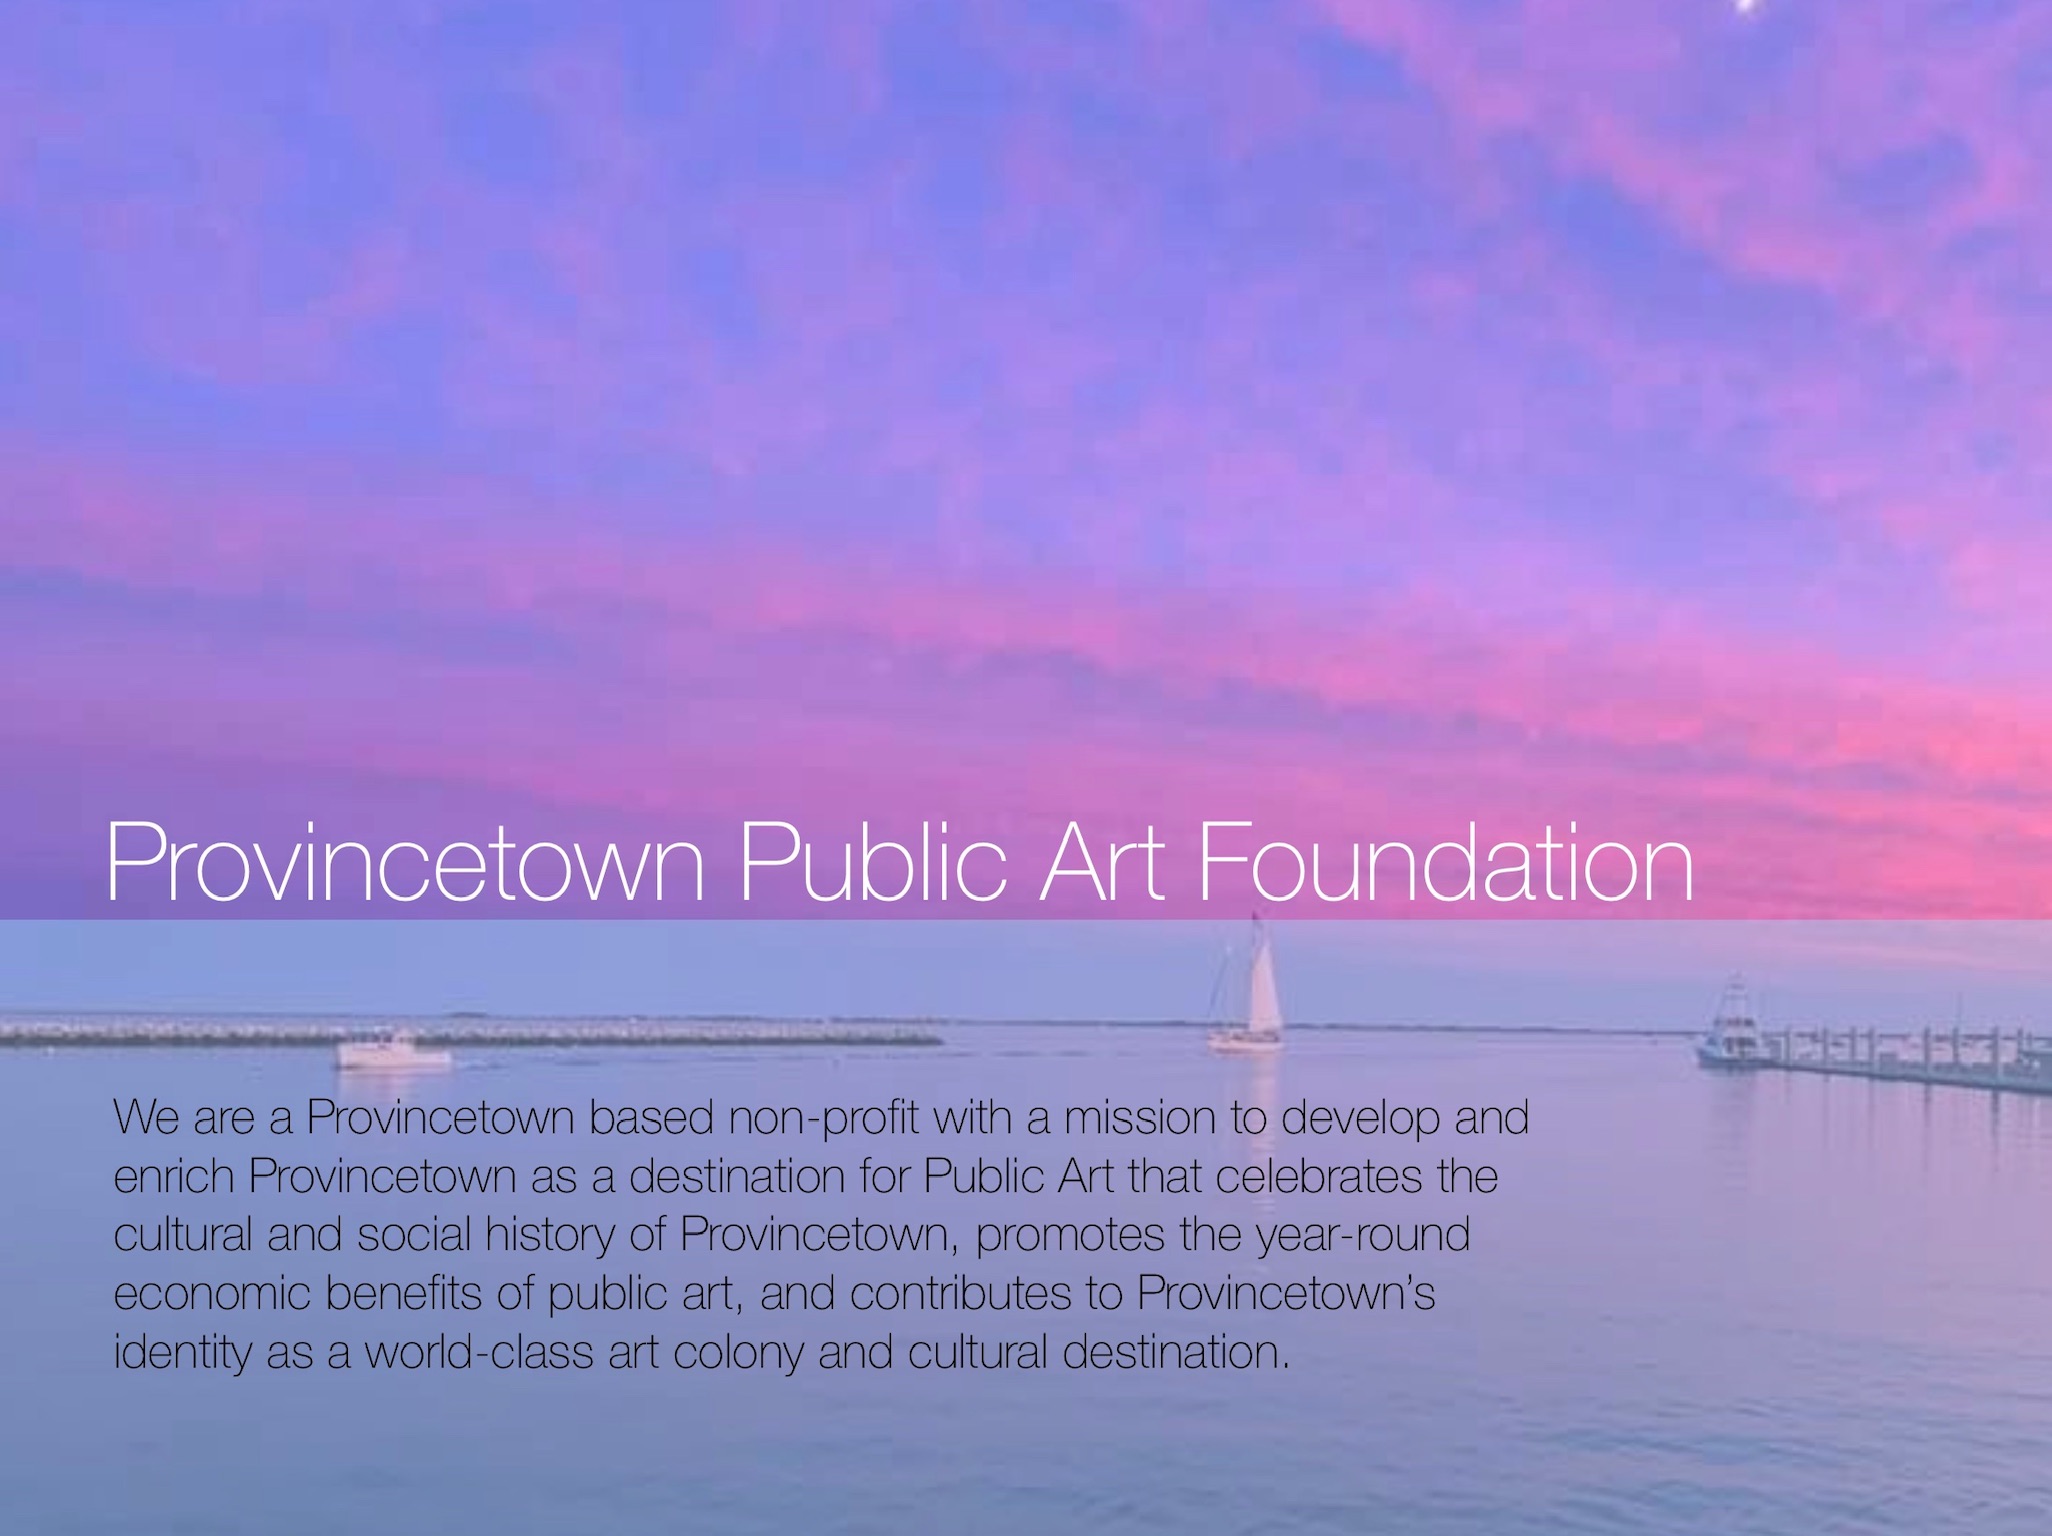 Provincetown Public Art Foundation
We are a Provincetown based non-profit with a mission to develop and
enrich Provincetown as a destination for Public Art that celebrates the
cultural and social history of Provincetown, promotes the year-round
economic benefits of public art, and contributes to Provincetown’s
identity as a world-class art colony and cultural destination.